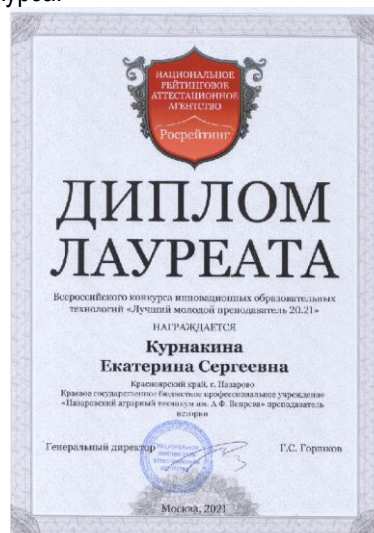 НАЦИОНАЛЬНОЕ
РЕЙТИНГОВОЕ
АТТЕСТАЦИОННОЕ
АГЕНТСТВО
Росрейтинг
ДИПЛОМ
ЛАУРЕАТА
Всероссийского конкурса инновационных образовательных
технологий «Лучший молодой преподаватель 20.21»
НАГРАЖДАЕТСЯ
Курнакина
Екатерина Сергеевна
Красноярский край, г. Назарово
Краевое государственное бюджетное профессиональное учреждение
«Назаровский аграрный техникум им. А.Ф. Вепрева» преподаватель
истории
Генеральный директор
Г.С. Горшков
Москва, 2021